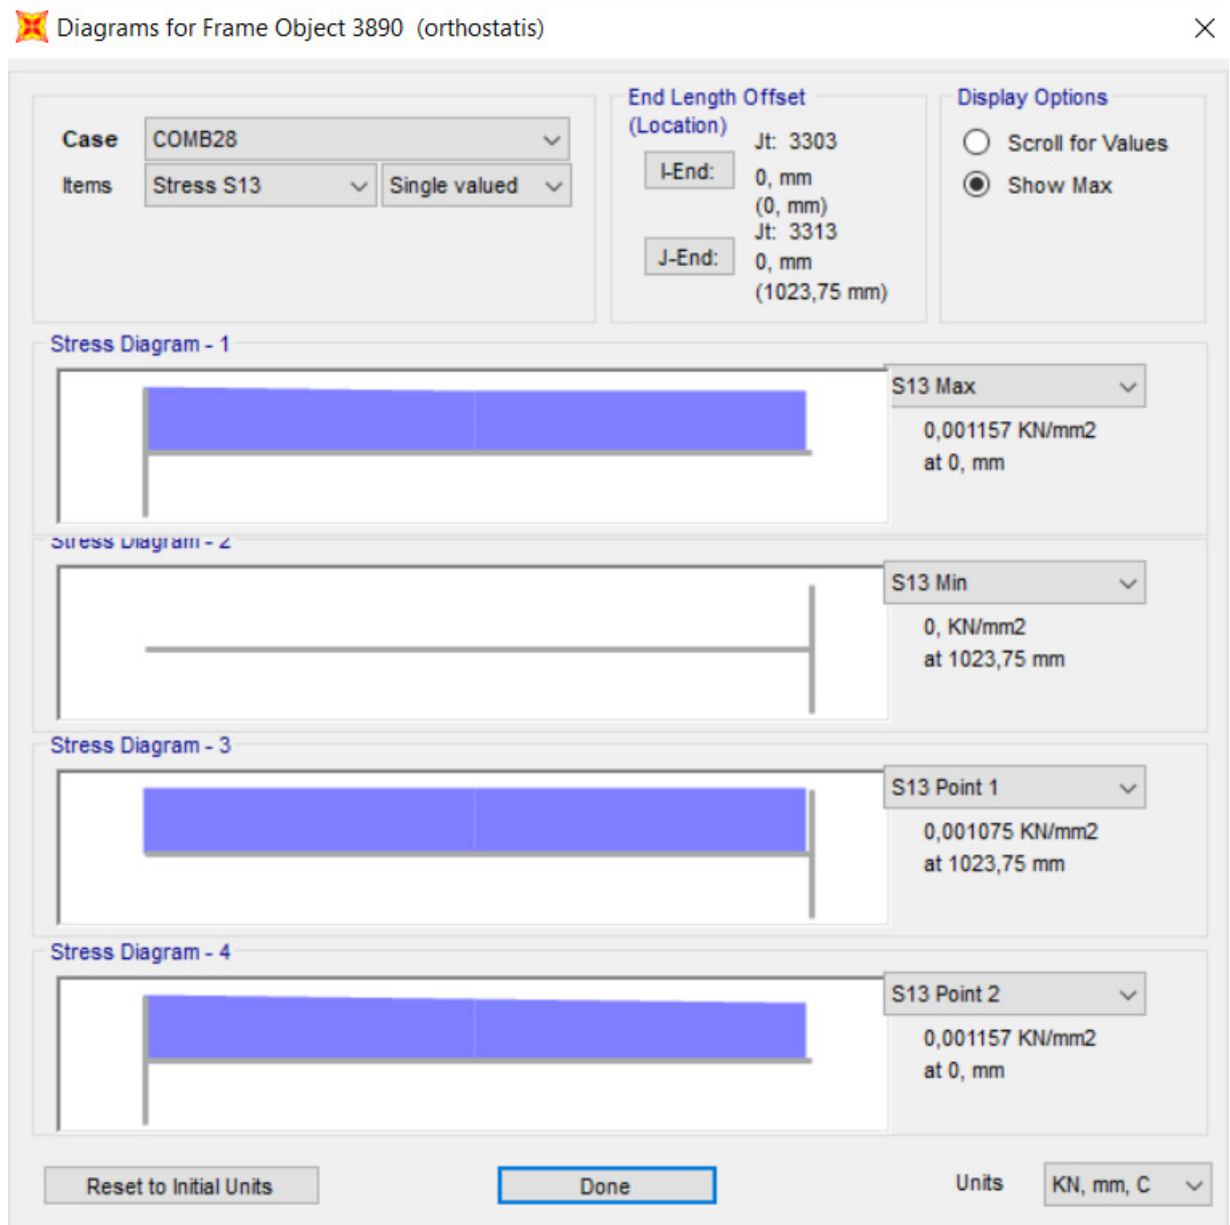 Diagrams for Frame Object 3890 (orthostatis)
Case COMB28
Items Stress S13 Single valued
End Length Offset
(Location)
I-End:
Jt: 3303
0, mm
(0, mm)
J-End:
Jt: 3313
0, mm
(1023,75 mm)
Display Options
Scroll for Values
Show Max
Stress Diagram - 1
S13 Max
0,001157 KN/mm2
at 0, mm
Stress Diagram - 2
S13 Min
0, KN/mm2
at 1023,75 mm
Stress Diagram - 3
S13 Point 1
0,001075 KN/mm2
at 1023,75 mm
Stress Diagram - 4
S13 Point 2
0,001157 KN/mm2
at 0, mm
Reset to Initial Units
Done
Units KN, mm, C